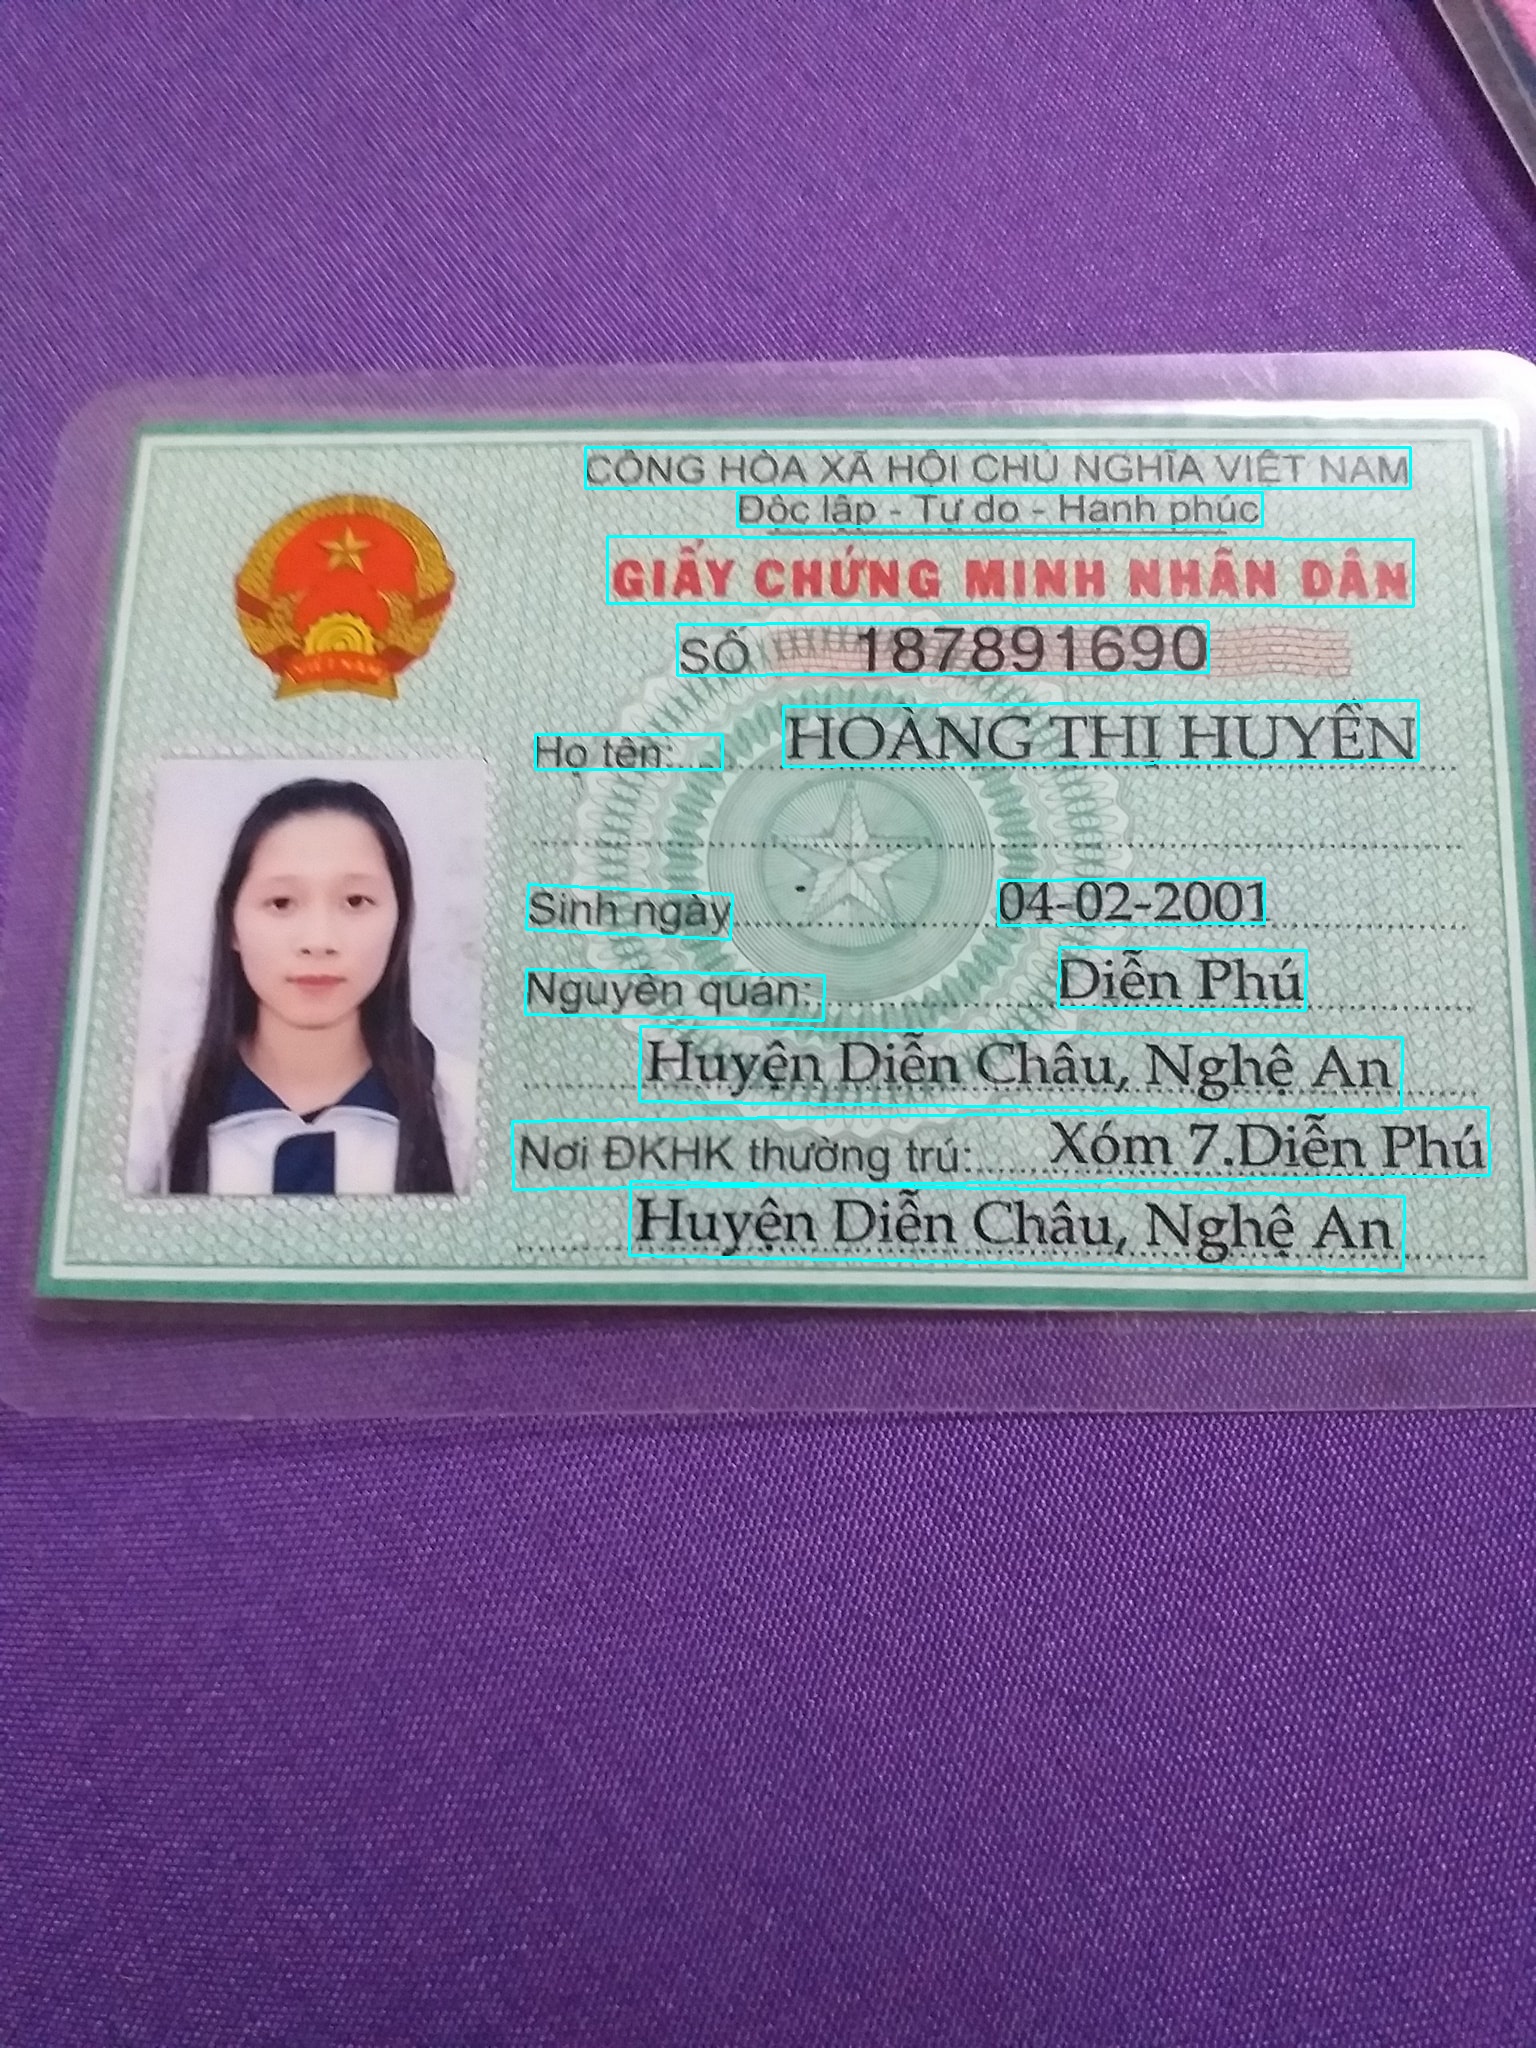 CỘNG HÒA XÃ HỘI CHỦ NGHĨA VIỆT NAM
Độc lập - Tự do - Hạnh phúc
GIẤY CHỨNG MINH NHÂN DÂN
SỐ 187891690
Họ tên: HOÀNG THỊ HUYỀN
Sinh ngày 04-02-2001
Nguyên quán: Diễn Phú
Huyện Diễn Châu, Nghệ An
Nơi ĐKHK thường trú: Xóm 7.Diễn Phú
Huyện Diễn Châu, Nghệ An
VIỆT NAM